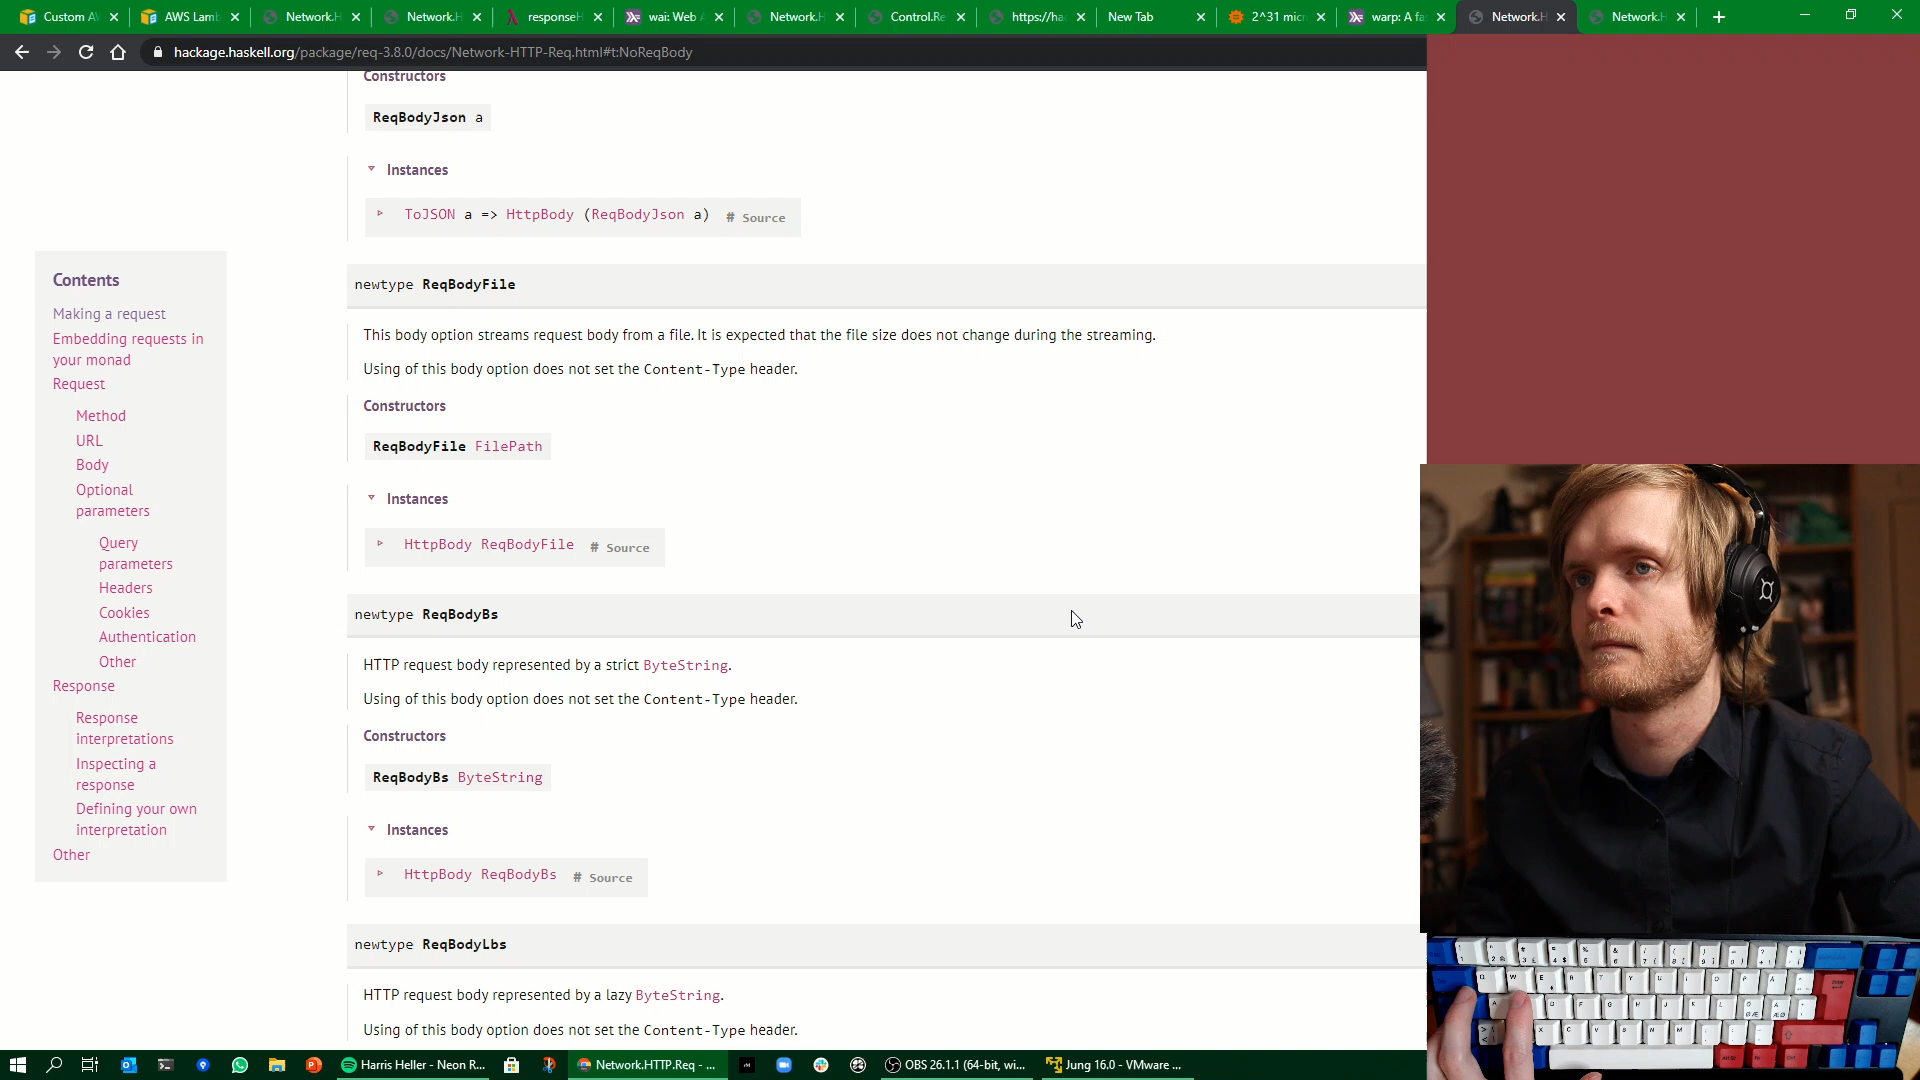 Custom A
AWS Lamb
Network.H
Network.H
responseH
wai: Web A
Network.H
Control.Re
https://ha
New Tab
2^31 mic
warp: A fa
Network.H
Network.H
hackage.haskell.org/package/req-3.8.0/docs/Network-HTTP-Req.html#t:NoReqBody
Constructors
ReqBodyJson a
Instances
ToJSON a => HttpBody (ReqBodyJson a) # Source
newtype ReqBodyFile
This body option streams request body from a file. It is expected that the file size does not change during the streaming.
Using of this body option does not set the Content-Type header.
Constructors
ReqBodyFile FilePath
Instances
HttpBody ReqBodyFile # Source
newtype ReqBodyBs
HTTP request body represented by a strict ByteString.
Using of this body option does not set the Content-Type header.
Constructors
ReqBodyBs ByteString
Instances
HttpBody ReqBodyBs # Source
newtype ReqBodyLbs
HTTP request body represented by a lazy ByteString.
Using of this body option does not set the Content-Type header.
Contents
Making a request
Embedding requests in
your monad
Request
Method
URL
Body
Optional
parameters
Query
parameters
Headers
Cookies
Authentication
Other
Response
Response
interpretations
Inspecting a
response
Defining your own
interpretation
Other
Harris Heller - Neon R...
Network.HTTP.Req - ...
OBS 26.1.1 (64-bit, wi...
Jung 16.0 - VMware ...